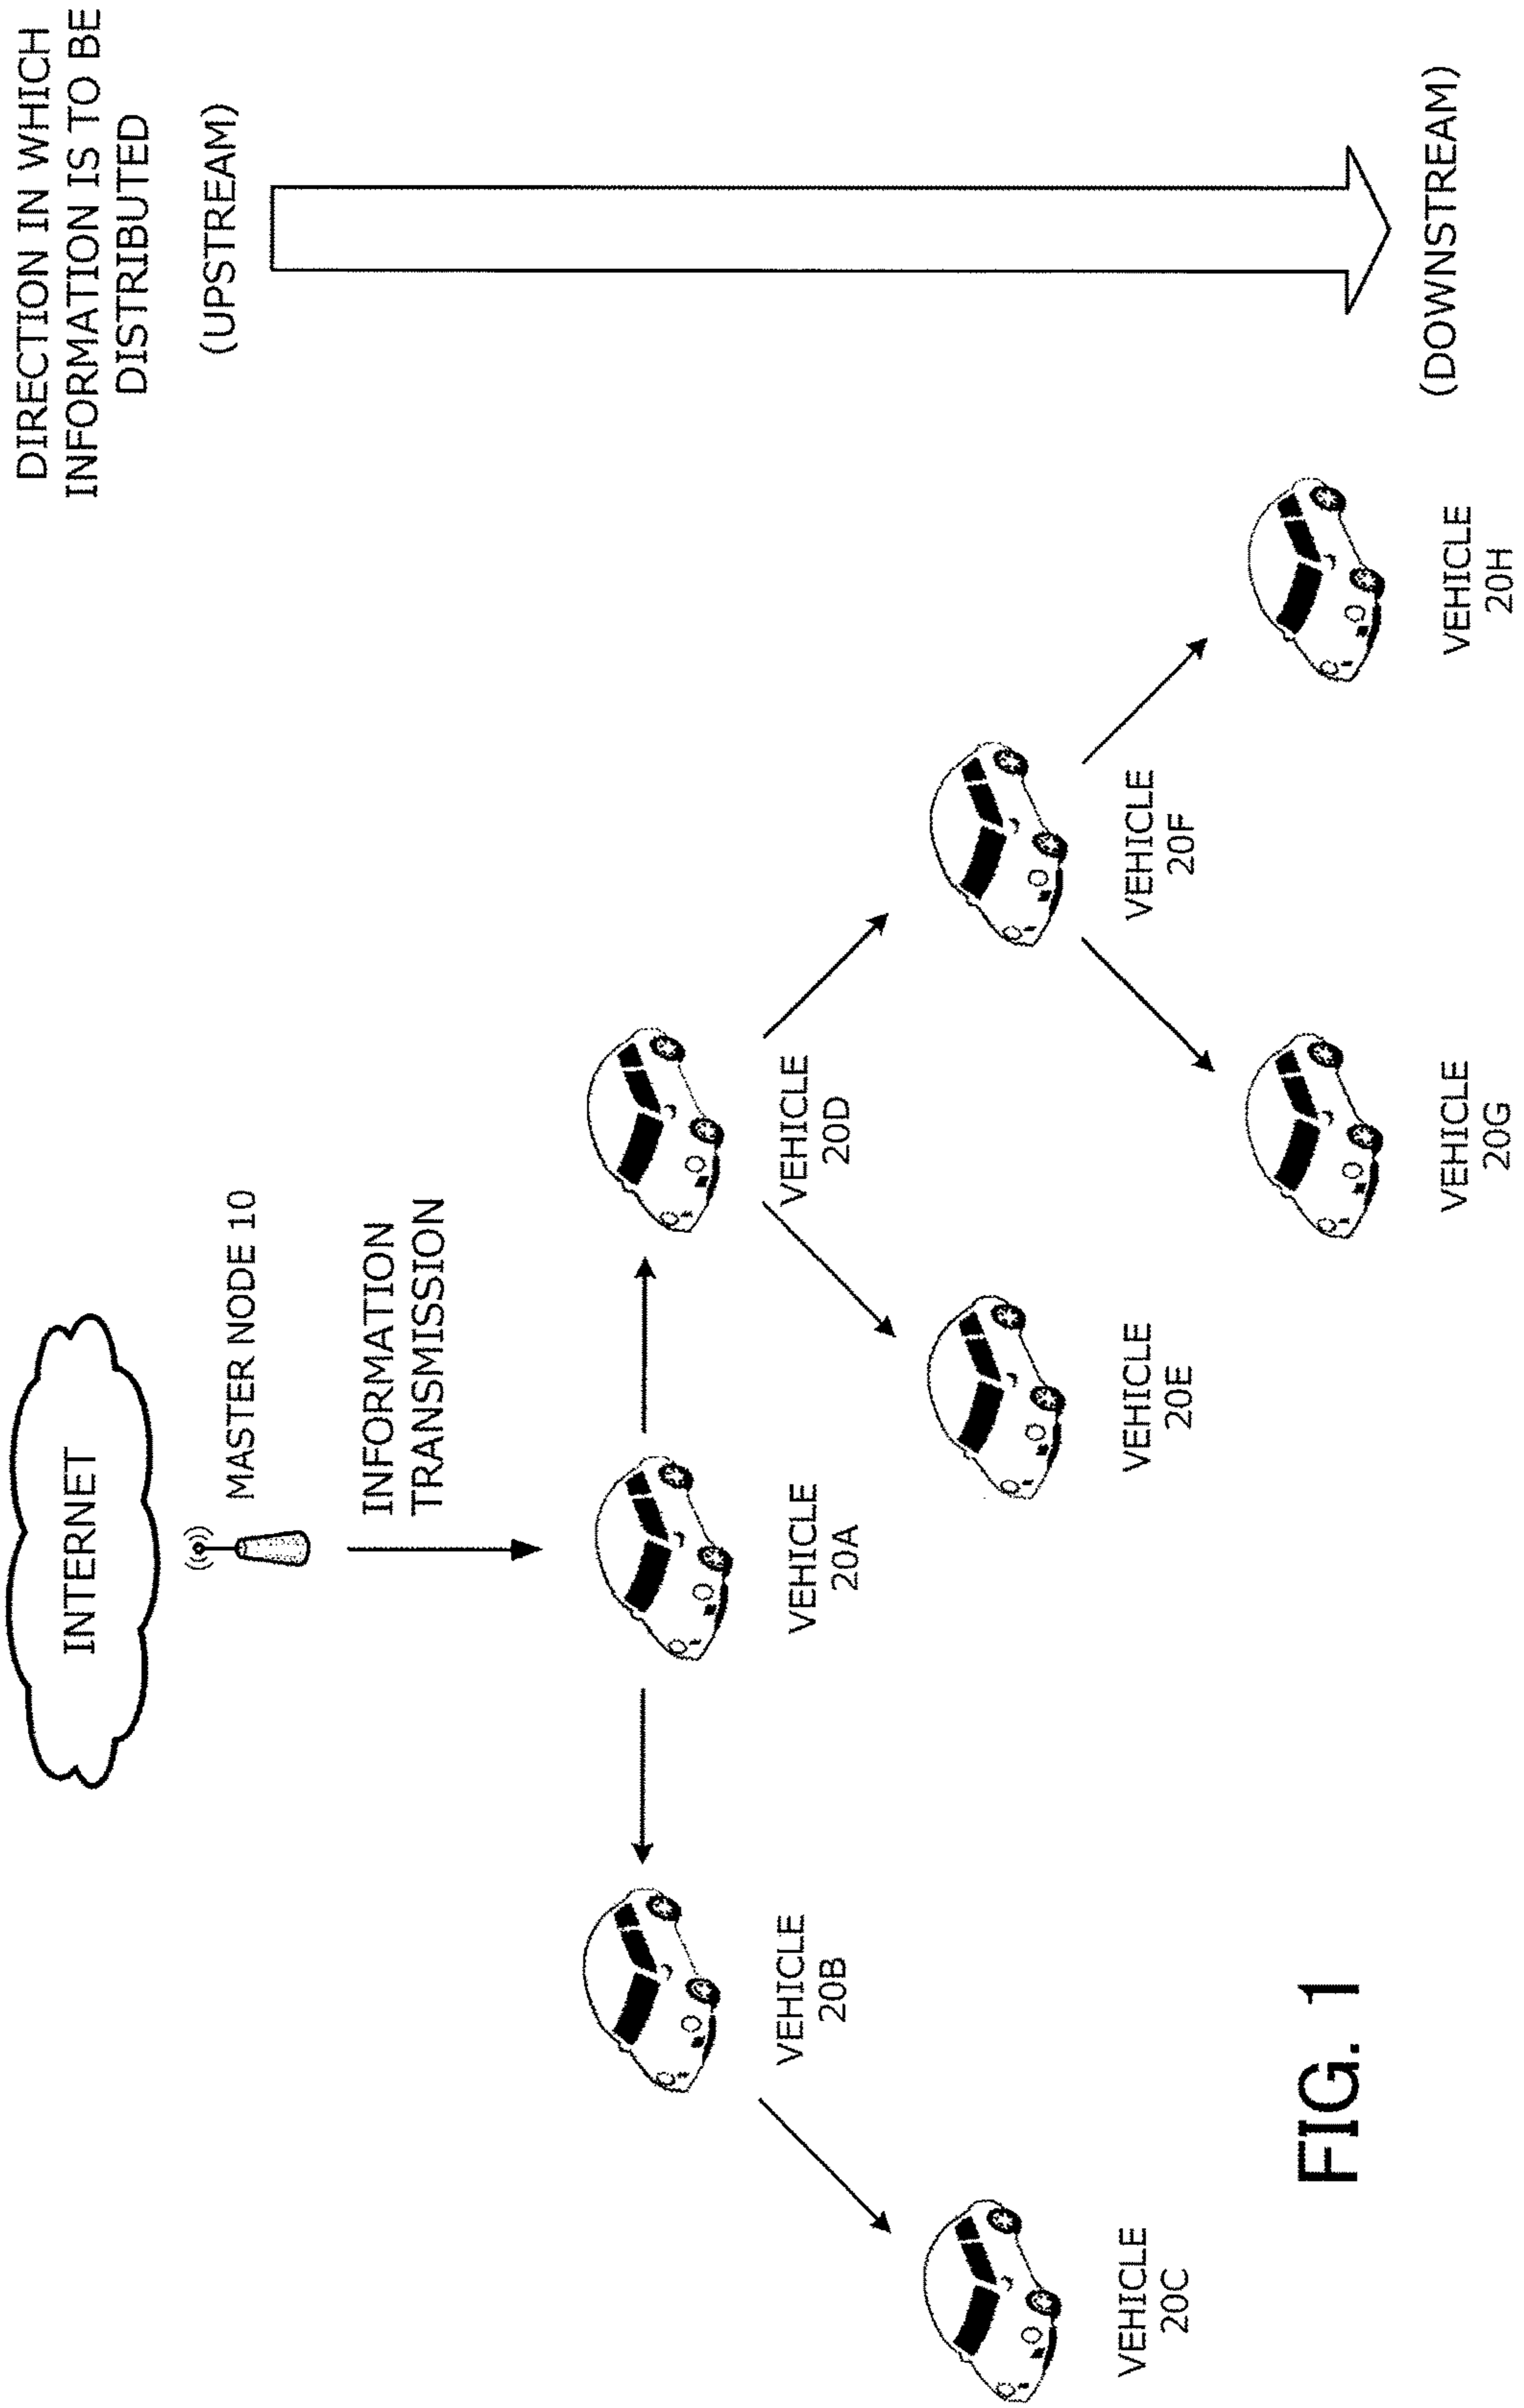 INTERNET
MASTER NODE 10
INFORMATION
TRANSMISSION
DIRECTION IN WHICH
INFORMATION IS TO BE
DISTRIBUTED
(UPSTREAM)
VEHICLE
20B
VEHICLE
20A
VEHICLE
20D
VEHICLE
20C
VEHICLE
20E
VEHICLE
20F
VEHICLE
20G
VEHICLE
20H
(DOWNSTREAM)
FIG. 1